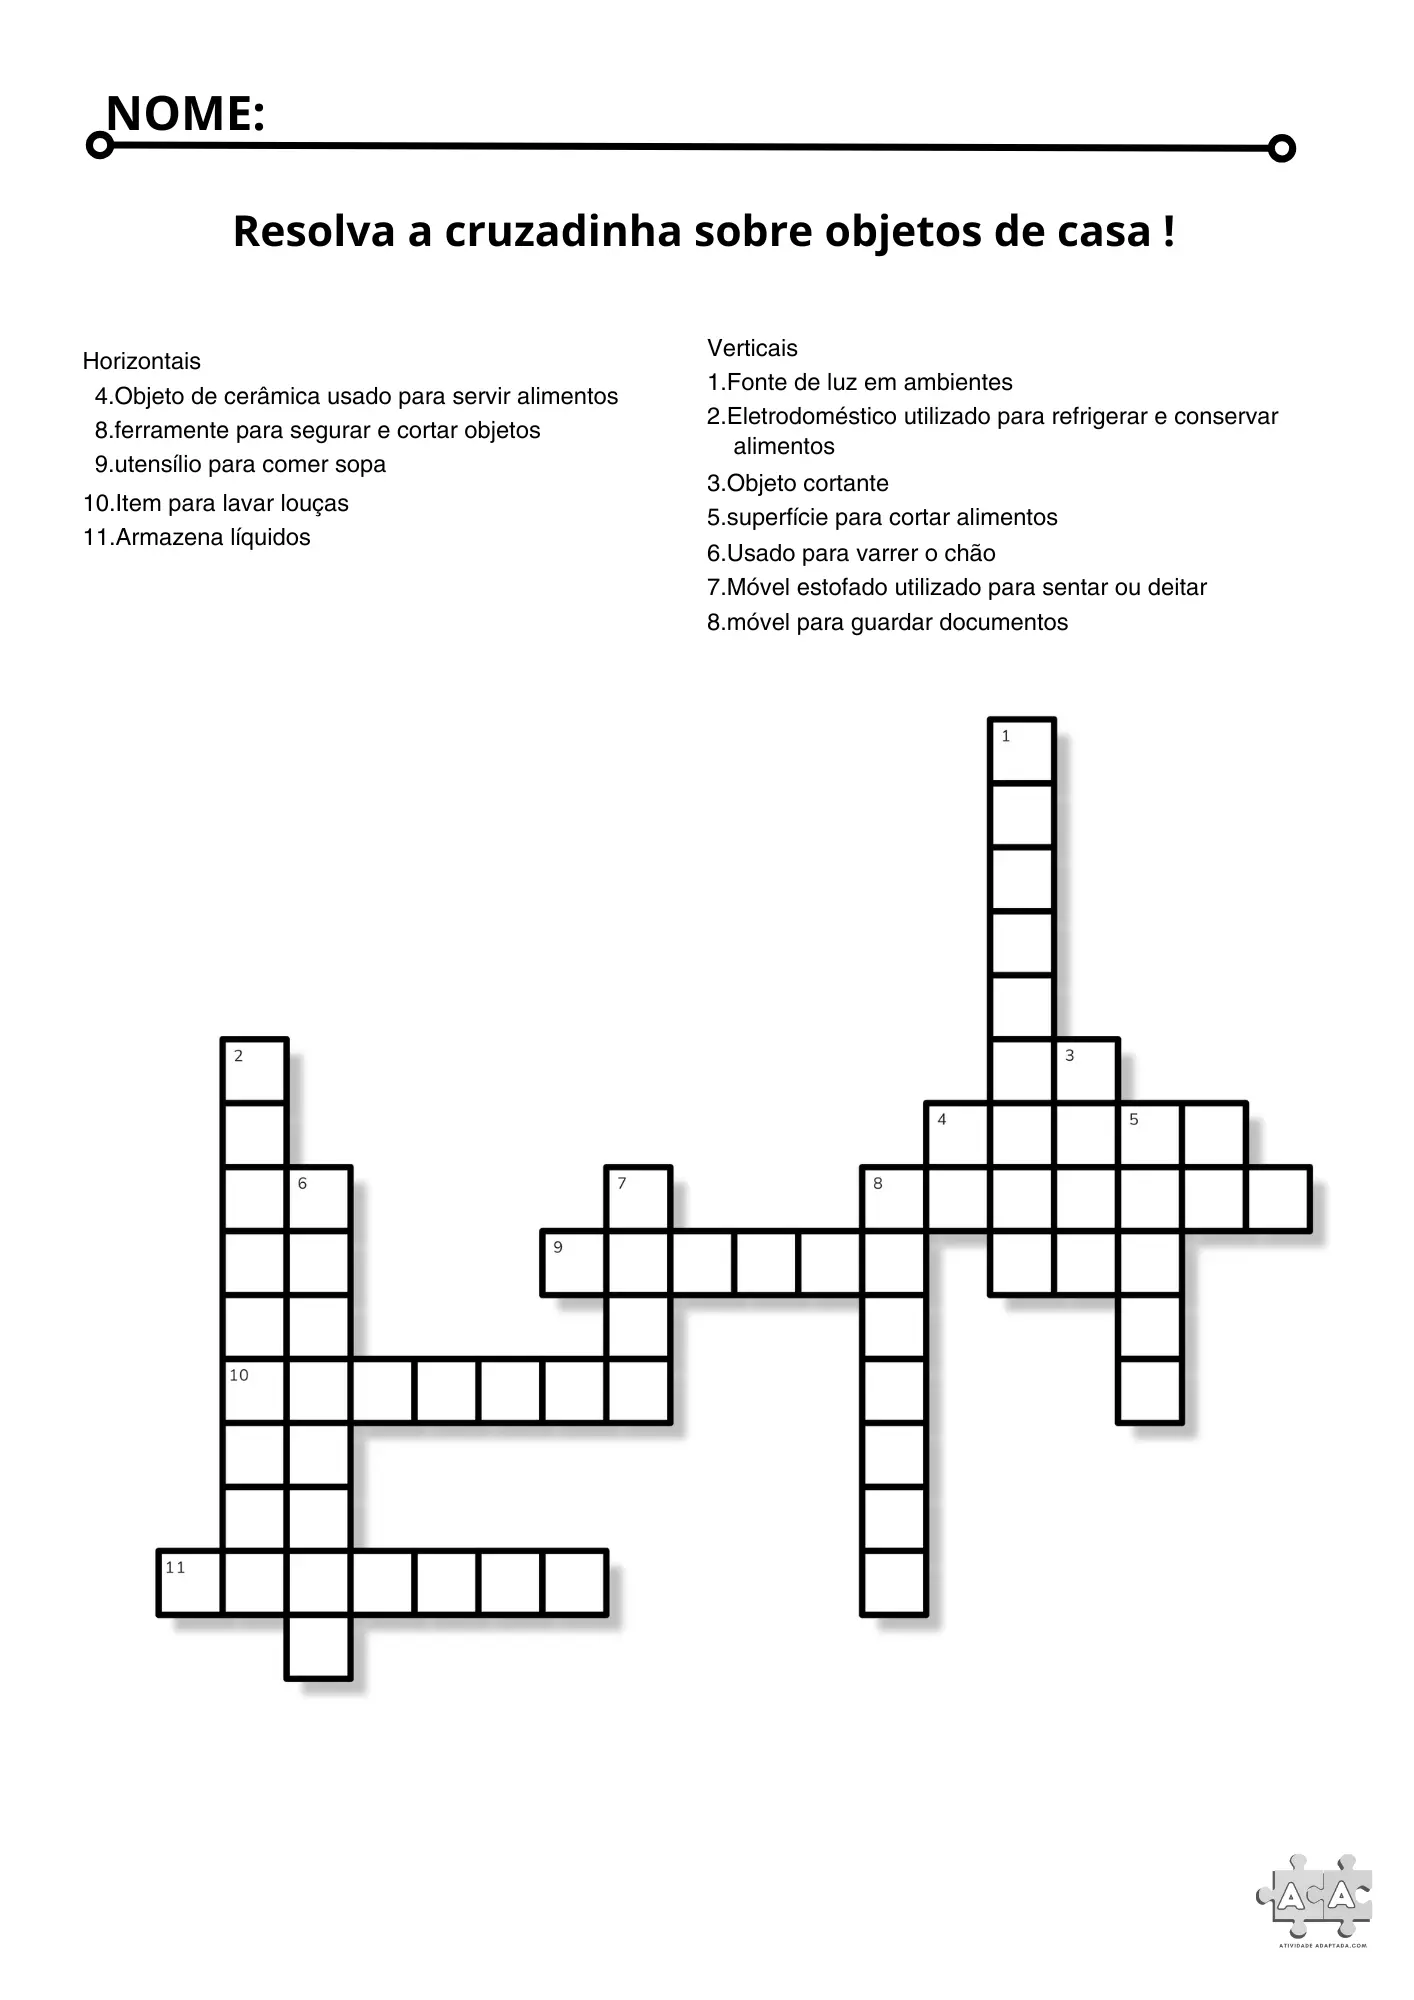 NOME:
Resolva a cruzadinha sobre objetos de casa !
Horizontais
4.Objeto de cerâmica usado para servir alimentos
8.ferramente para segurar e cortar objetos
9.utensílio para comer sopa
10.Item para lavar louças
11.Armazena líquidos
Verticais
1.Fonte de luz em ambientes
2.Eletrodoméstico utilizado para refrigerar e conservar
alimentos
3.Objeto cortante
5.superfície para cortar alimentos
6.Usado para varrer o chão
7.Móvel estofado utilizado para sentar ou deitar
8.móvel para guardar documentos
1
2
3
4
5
6
7
8
9
10
11
A A
ATIVIDADE ADAPTADA.COM